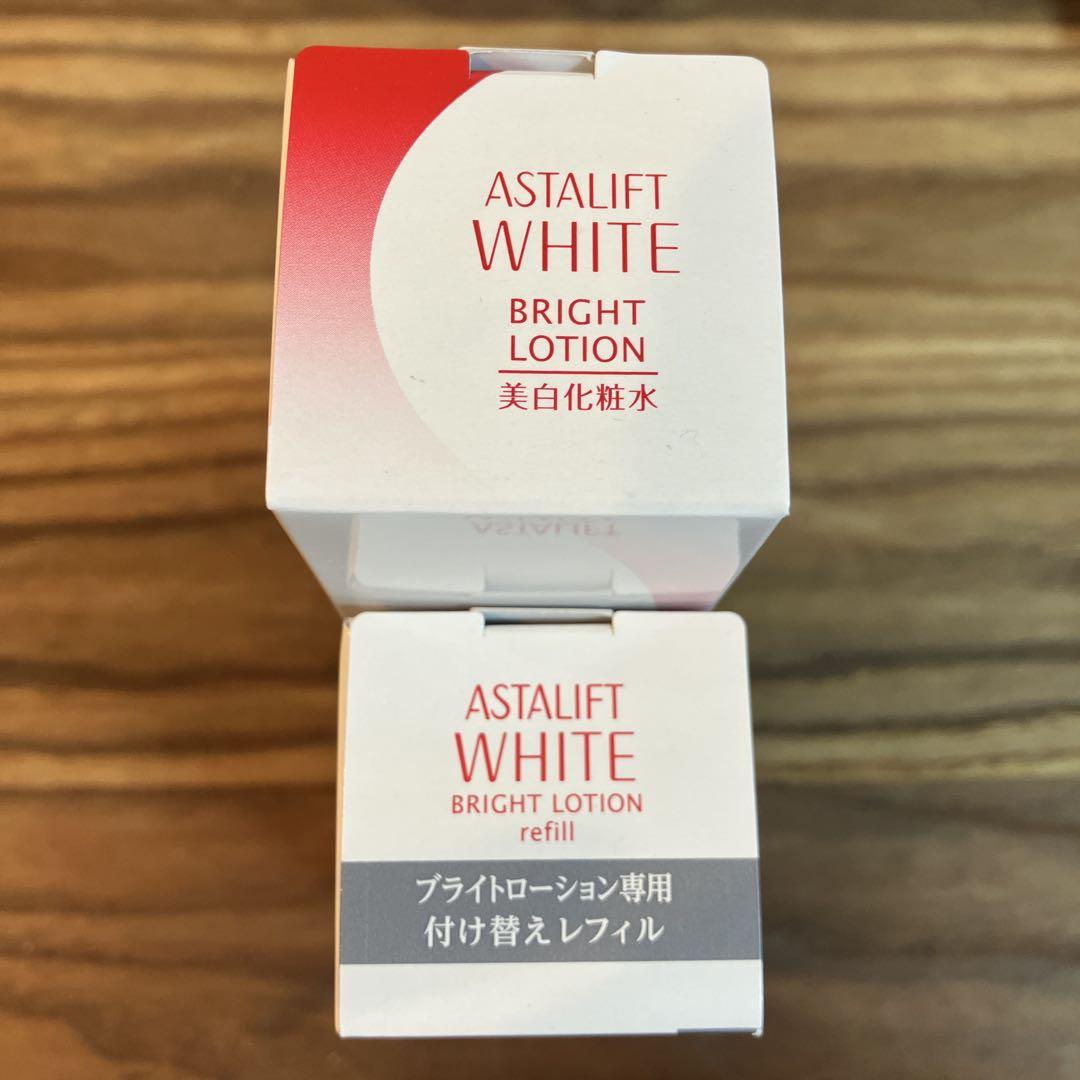 ASTALIFT
WHITE
BRIGHT
LOTION
美白化粧水
ASTALIFT
ASTALIFT
WHITE
BRIGHT LOTION
refill
ブライトローション専用
付け替えレフィル